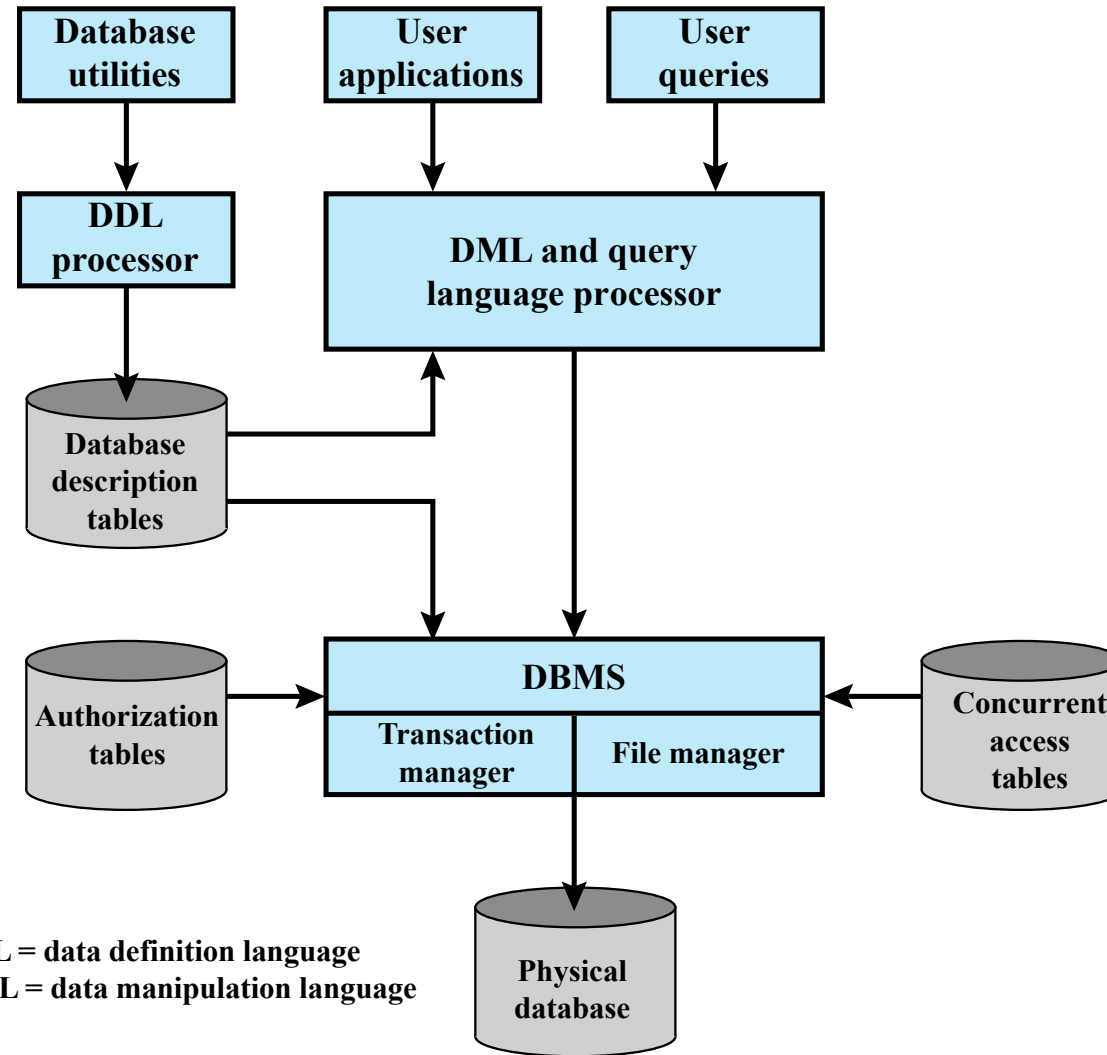 Database
utilities
User
applications
User
queries
DDL
processor
DML and query
language processor
Database
description
tables
Authorization
tables
DBMS
Transaction
manager
File manager
Concurrent
access
tables
Physical
database
L = data definition language
L = data manipulation language